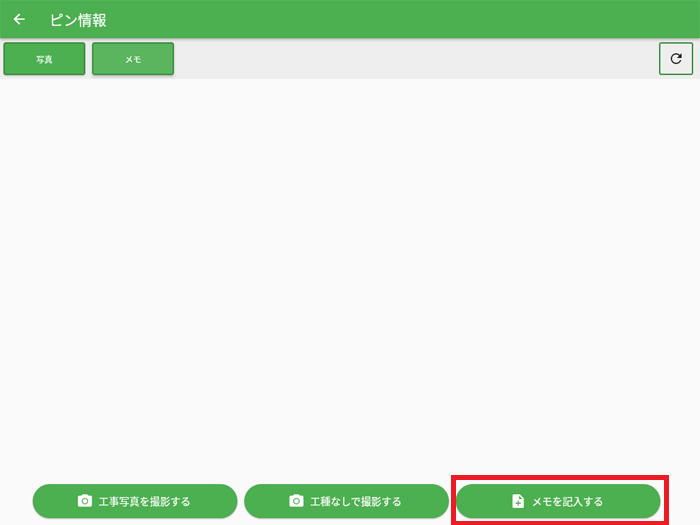 ピン情報
写真
メモ
工事写真を撮影する
工種なしで撮影する
メモを記入する